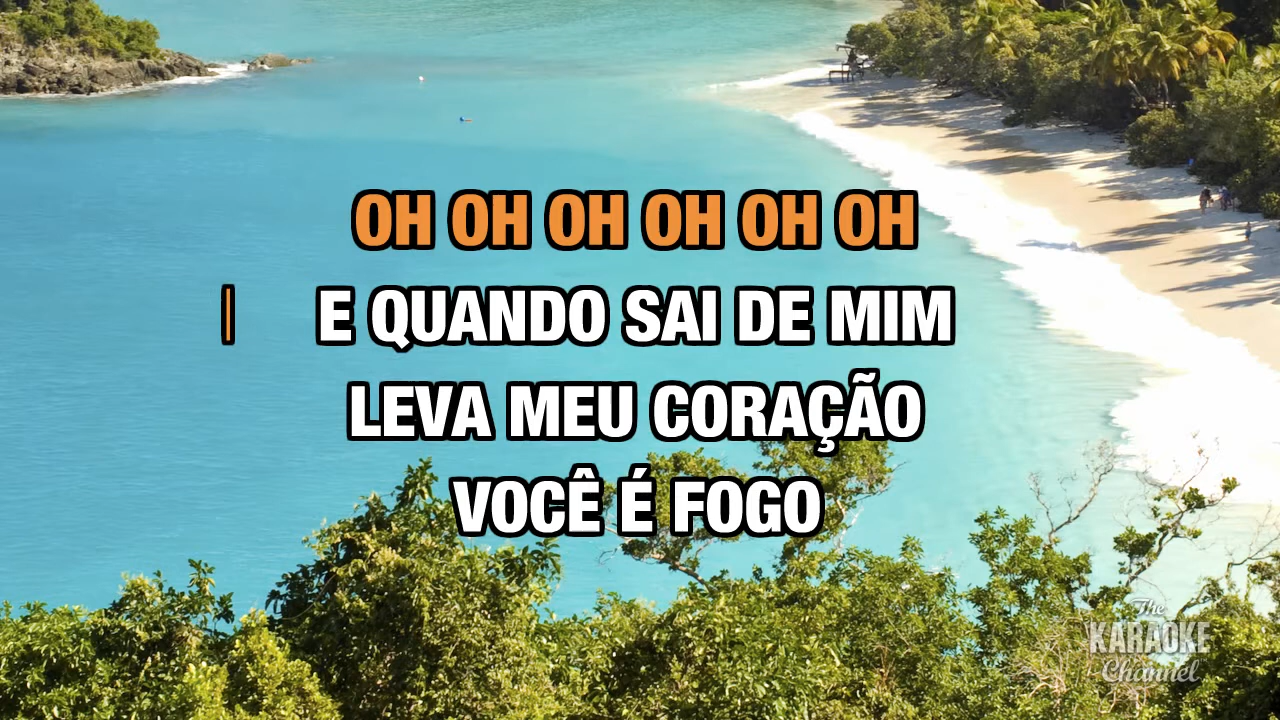 OH OH OH OH OH OH
E QUANDO SAI DE MIM
LEVA MEU CORAÇÃO
VOCÊ É FOGO
The
KARAOKE
Channel